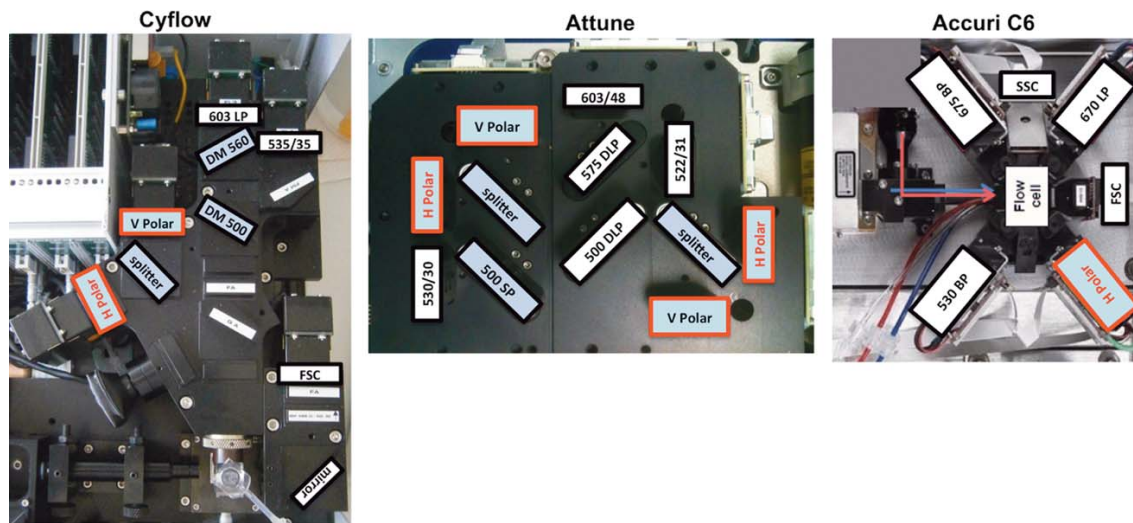 Cyflow
603 LP
DM 560
535/35
V Polar
DM 500
splitter
H Polar
FSC
mirror
Attune
603/48
V Polar
575 DLP
522/31
H Polar
splitter
500 DLP
splitter
H Polar
530/30
500 SP
V Polar
Accuri C6
675 BP
SSC
670 LP
Flow
cell
FSC
530 BP
H Polar